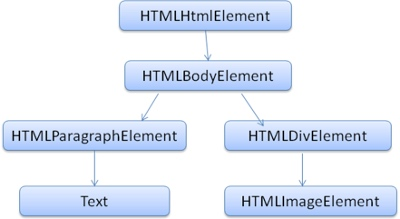 HTMLHtmlElement
HTMLBodyElement
HTMLParagraphElement
HTMLDivElement
Text
HTMLImageElement